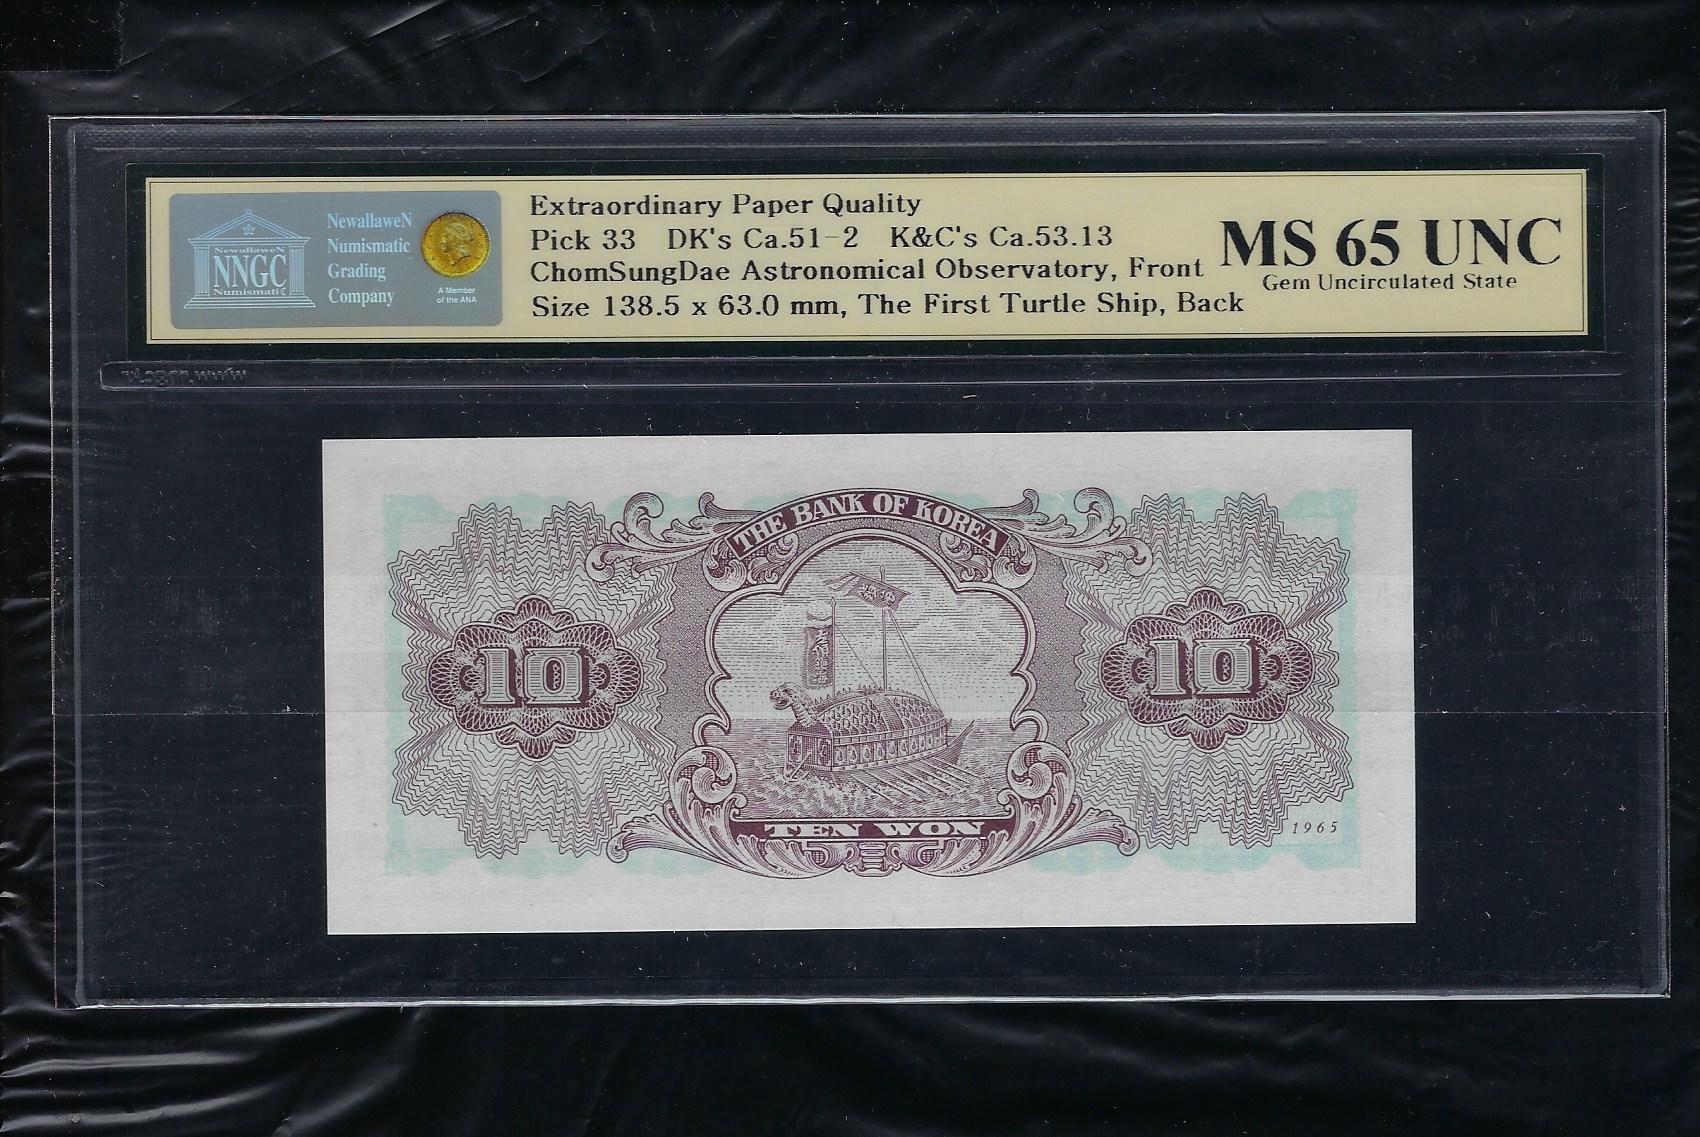 NewallaweN
NNGC
Numismatic
NewallaweN
Numismatic
Grading
Company
A Member
of the ANA
Extraordinary Paper Quality
Pick 33 DK's Ca.51-2 K&C's Ca.53.13
ChomSungDae Astronomical Observatory, Front
Size 138.5 x 63.0 mm, The First Turtle Ship, Back
MS 65 UNC
Gem Uncirculated State
THE BANK OF KOREA
10
10
TEN WON
1965